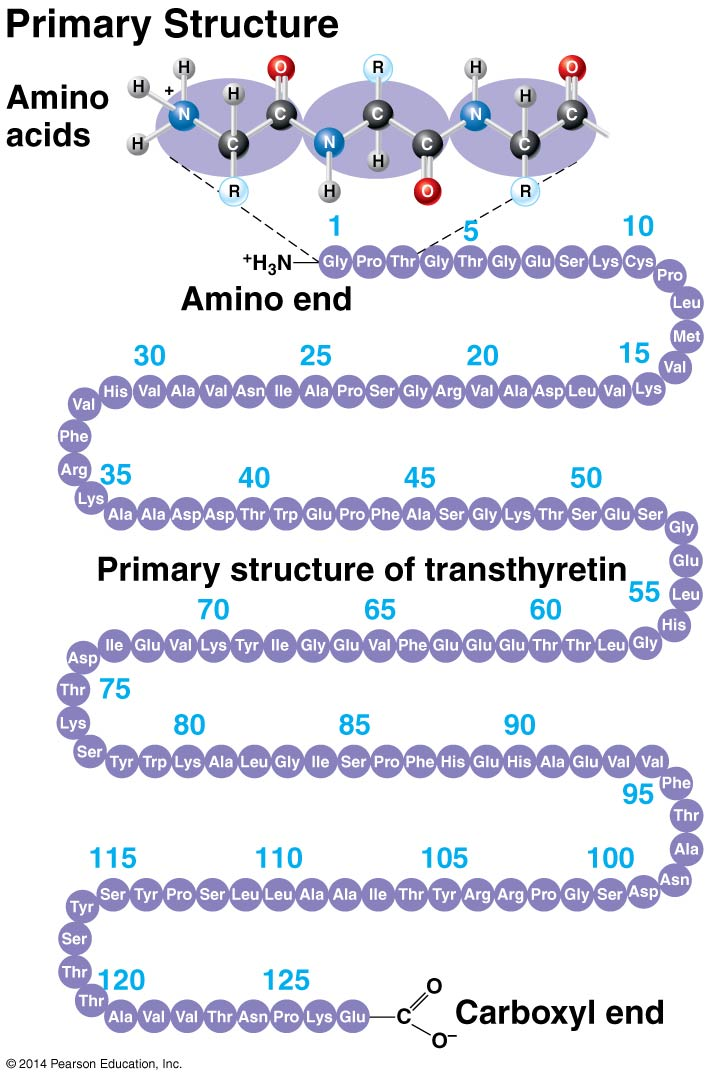 Primary Structure
Amino
acids
H H + H N H C R O C N H R C H C O H N H C R O C
1 5 10
+H3N Gly Pro Thr Gly Thr Gly Glu Ser Lys Cys
Amino end
Pro
Leu
Met
Val
30 25 20 15
Val His Val Ala Val Asn Ile Ala Pro Ser Gly Arg Val Ala Asp Leu Val Lys
Phe
Arg
Lys
35 40 45 50
Ala Ala Asp Asp Thr Trp Glu Pro Phe Ala Ser Gly Lys Thr Ser Glu Ser
Gly
Glu
Leu
His
Primary structure of transthyretin
70 65 60 55
Asp Ile Glu Val Lys Tyr Ile Gly Glu Val Phe Glu Glu Glu Thr Thr Leu Gly
Thr
Lys
Ser
75 80 85 90
Tyr Trp Lys Ala Leu Gly Ile Ser Pro Phe His Glu His Ala Glu Val Val
95
Phe
Thr
Ala
Asn
115 110 105 100
Ser Tyr Pro Ser Leu Leu Ala Ala Ile Thr Tyr Arg Arg Pro Gly Ser Asp
Tyr
Ser
Thr
Thr
120 125
Ala Val Val Thr Asn Pro Lys Glu C O O−
Carboxyl end
© 2014 Pearson Education, Inc.